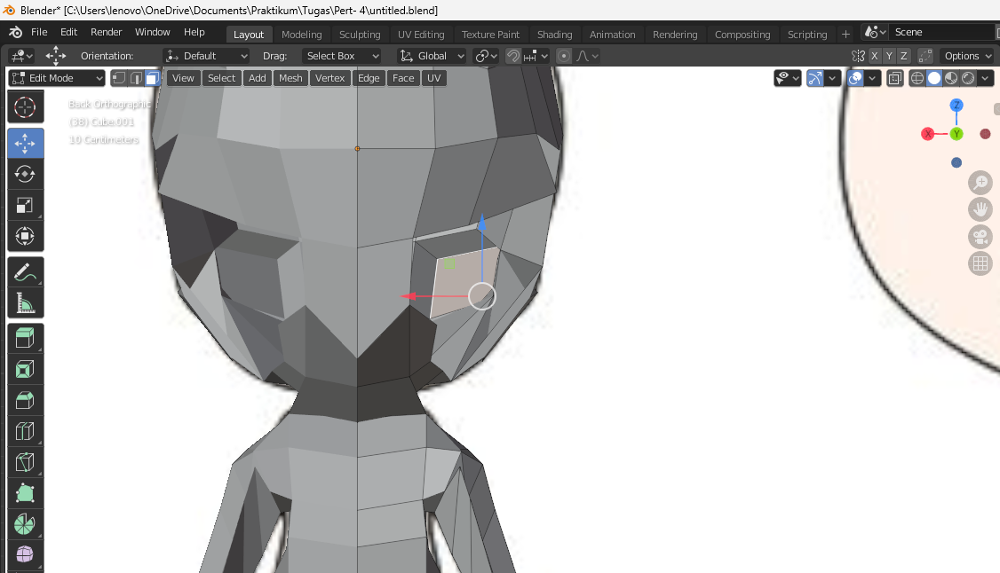 Blender* [C:\Users\lenovo\OneDrive\Documents\Praktikum\Tugas\Pert- 4\untitled.blend]
File Edit Render Window Help Layout Modeling Sculpting UV Editing Texture Paint Shading Animation Rendering Compositing Scripting + Scene
Orientation: Default Drag: Select Box Global X Y Z Options
Edit Mode View Select Add Mesh Vertex Edge Face UV
Back Orthographic
(38) Cube.001
10 Centimeters
Z
X Y